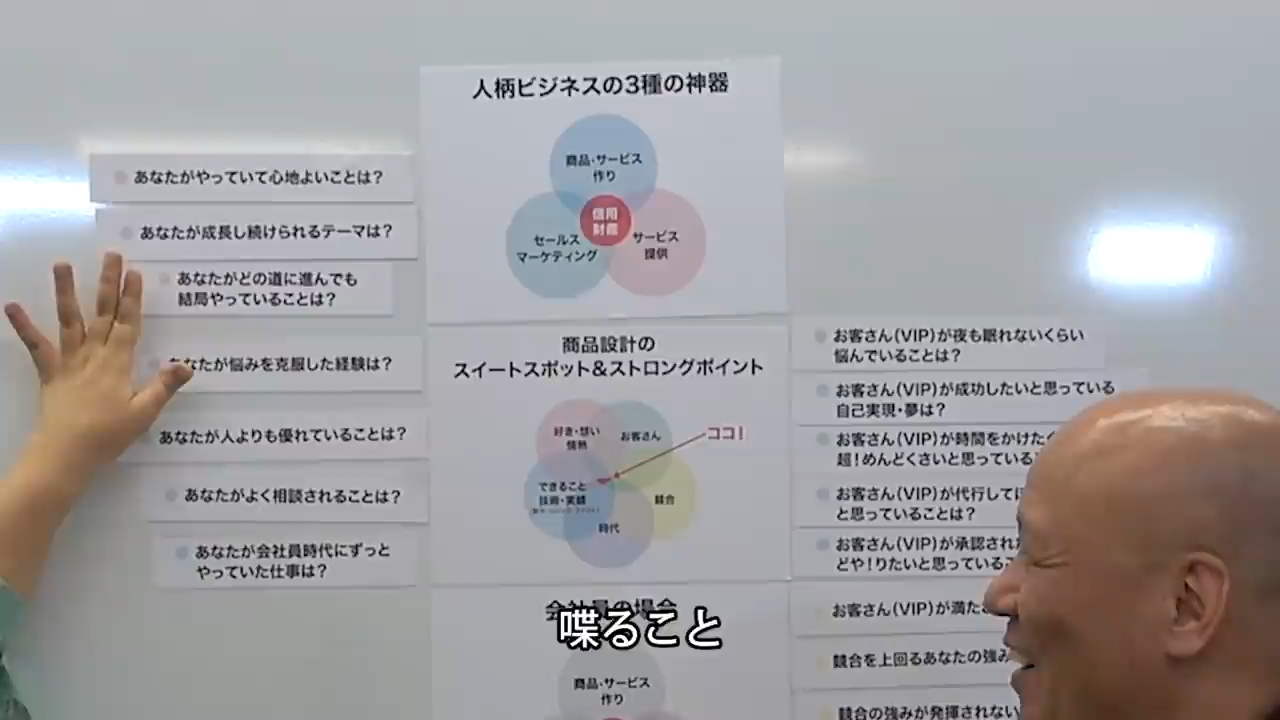 人柄ビジネスの3種の神器
商品・サービス
作り
信用
財産
セールス
マーケティング
サービス
提供
あなたがやっていて心地よいことは?
あなたが成長し続けられるテーマは?
あなたがどの道に進んでも
結局やっていることは?
なたが悩みを克服した経験は?
あなたが人よりも優れていることは?
あなたがよく相談されることは?
あなたが会社員時代にずっと
やっていた仕事は?
商品設計の
スイートスポット&ストロングポイント
好き・想い
情熱
お客さん
ココ!
できること
技術・実績
競合
時代
会社員の場合
商品・サービス
作り
お客さん(VIP)が夜も眠れないくらい
悩んでいることは?
お客さん(VIP)が成功したいと思っている
自己実現・夢は?
お客さん(VIP)が時間をかけた
超!めんどくさいと思っている
お客さん(VIP)が代行して
と思っていることは?
お客さん(VIP)が承認され
どや!りたいと思っている
お客さん(VIP)が満た
競合を上回るあなたの強み
競合の強みが発揮されない
喋ること